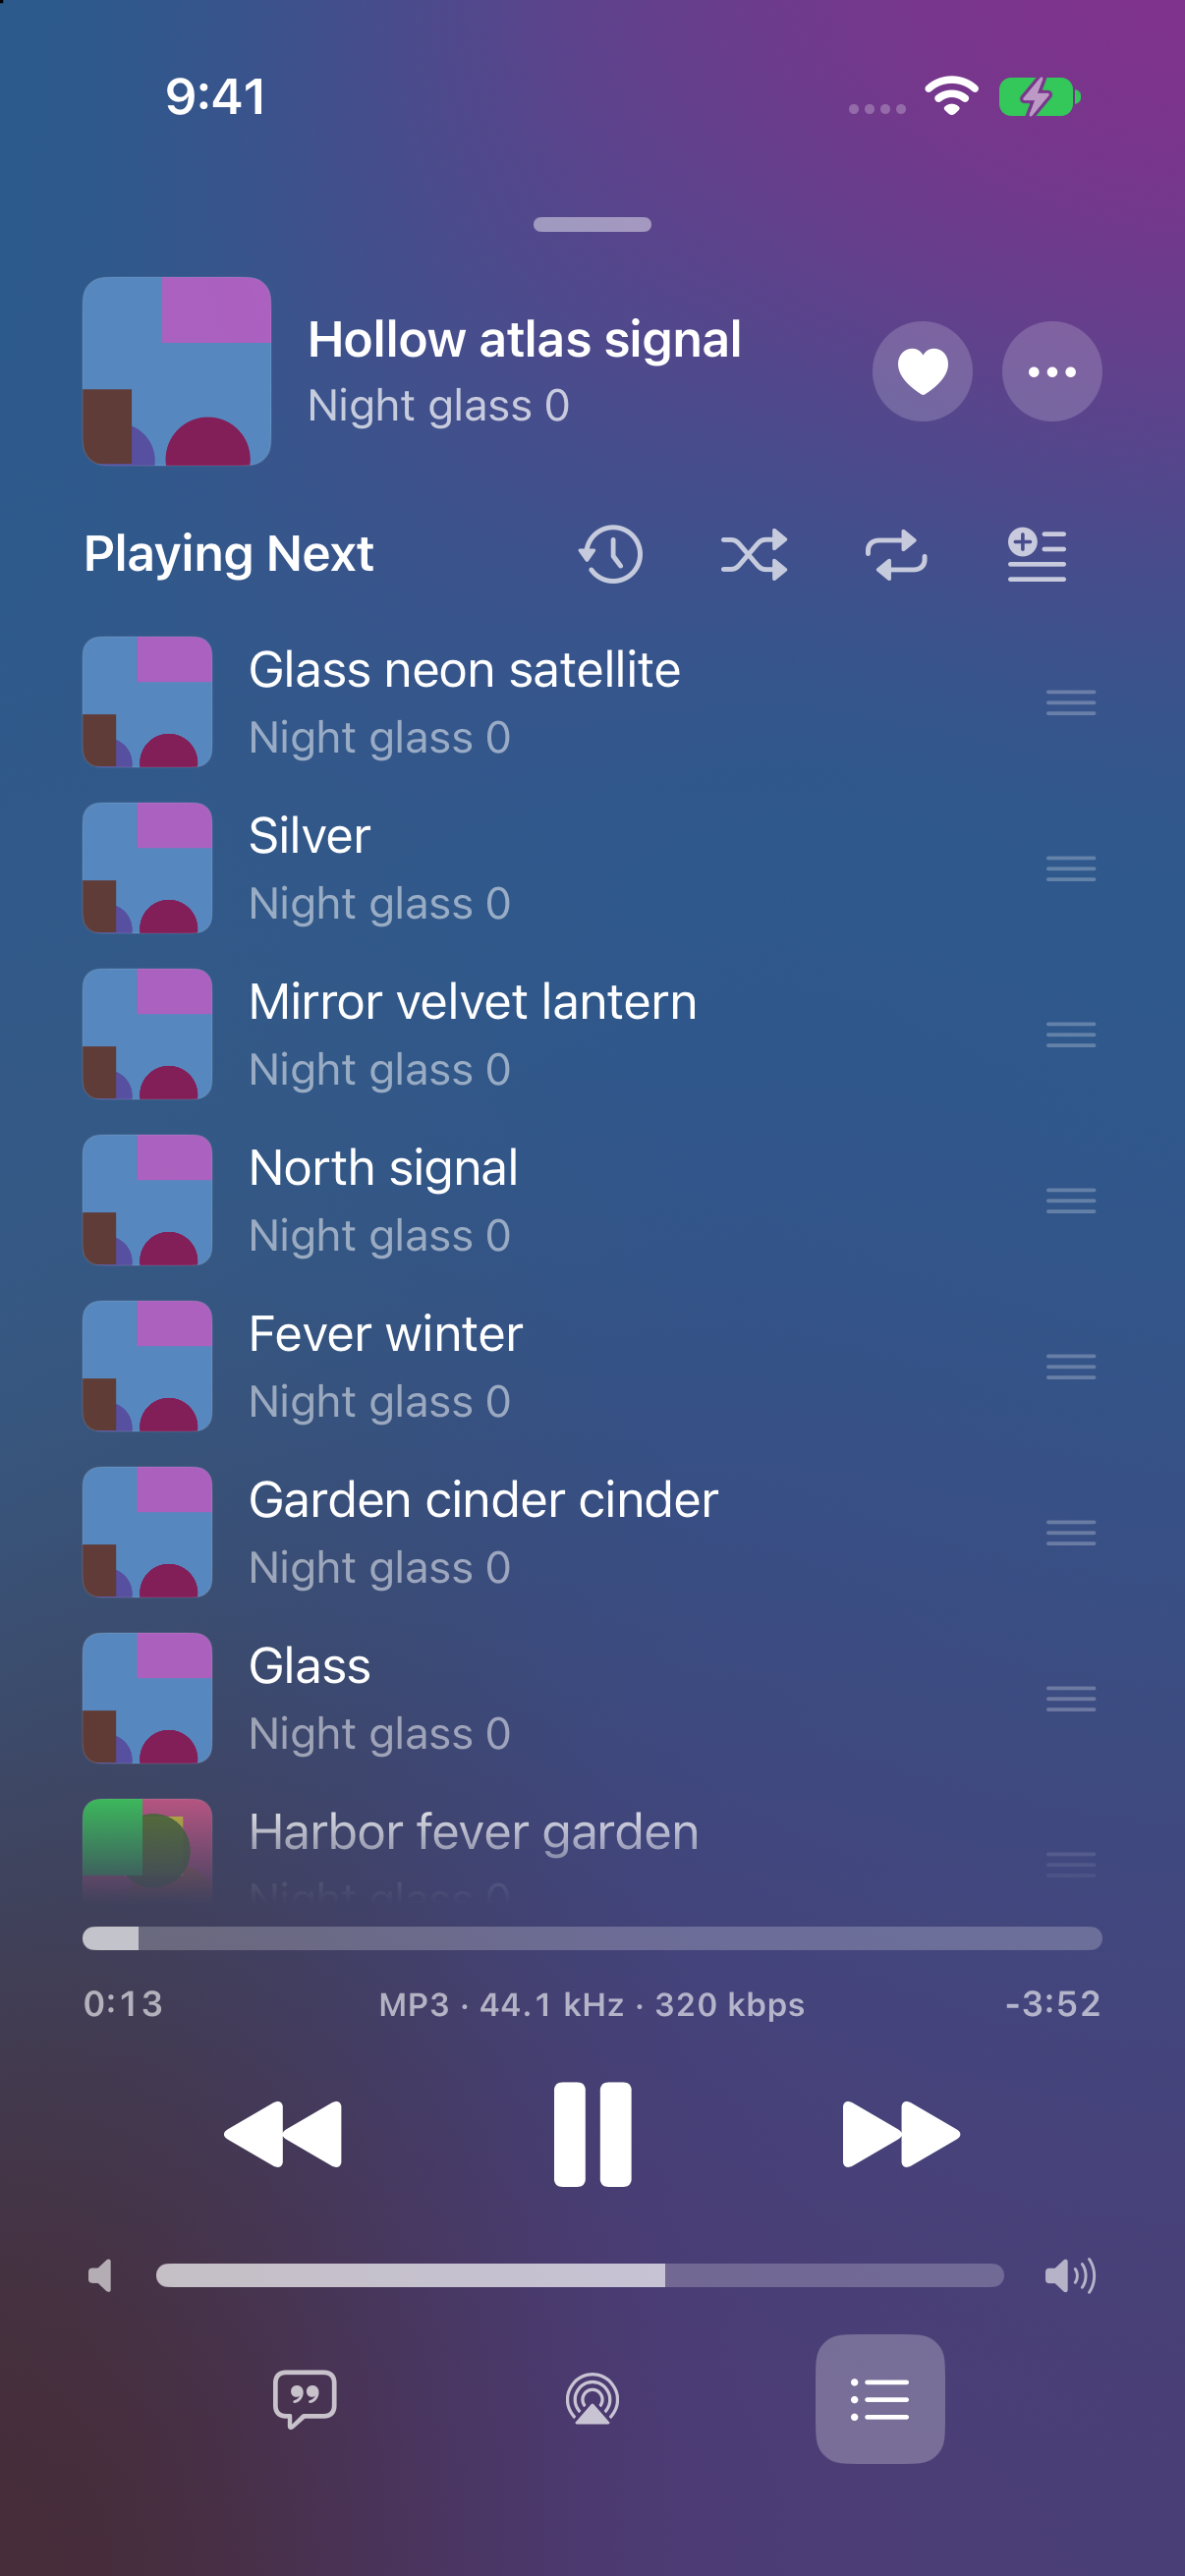 9:41
Hollow atlas signal
Night glass 0
Playing Next
Glass neon satellite
Night glass 0
Silver
Night glass 0
Mirror velvet lantern
Night glass 0
North signal
Night glass 0
Fever winter
Night glass 0
Garden cinder cinder
Night glass 0
Glass
Night glass 0
Harbor fever garden
Night glass 0
0:13 MP3 · 44.1 kHz · 320 kbps -3:52